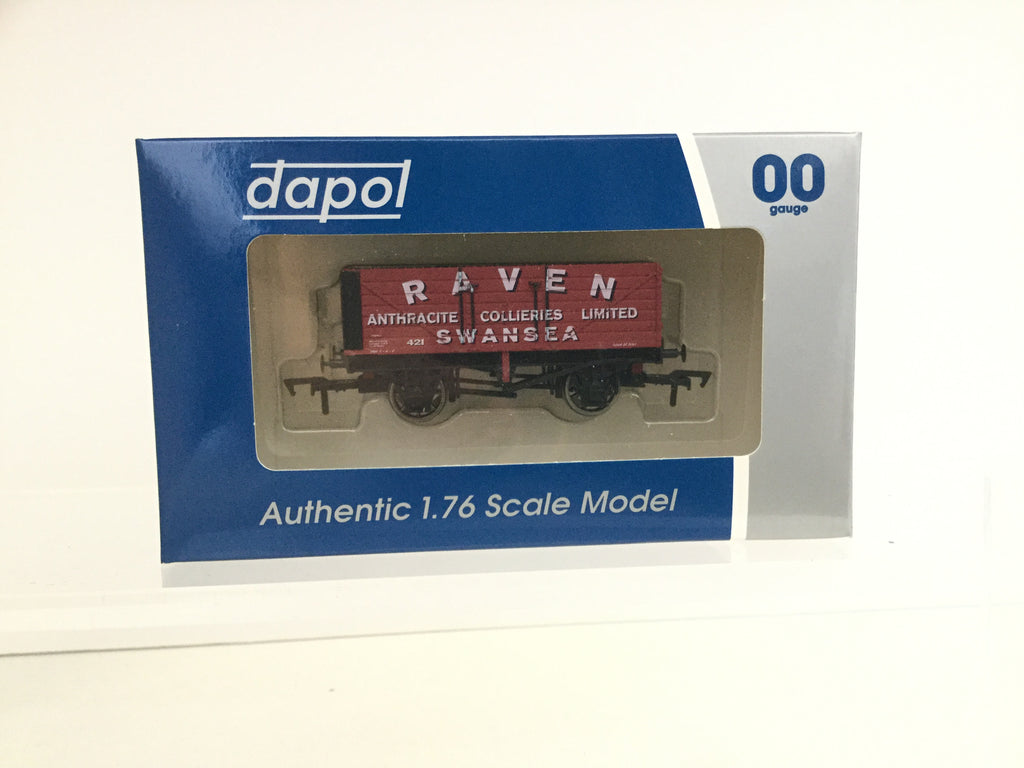 dapol
00
gauge
RAVEN
ANTHRACITE COLLIERIES LIMITED
421 SWANSEA
Authentic 1.76 Scale Model